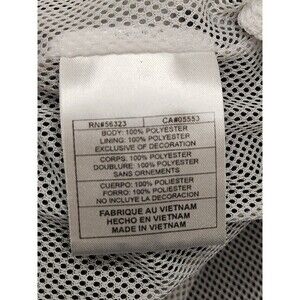 RN#56323 CA#05553
BODY: 100% POLYESTER
LINING: 100% POLYESTER
EXCLUSIVE OF DECORATION
CORPS: 100% POLYESTER
DOUBLURE: 100% POLYESTER
SANS ORNEMENTS
CUERPO: 100% POLIESTER
FORRO: 100% POLIESTER
NO INCLUYE LA DECORACION
FABRIQUE AU VIETNAM
HECHO EN VIETNAM
MADE IN VIETNAM